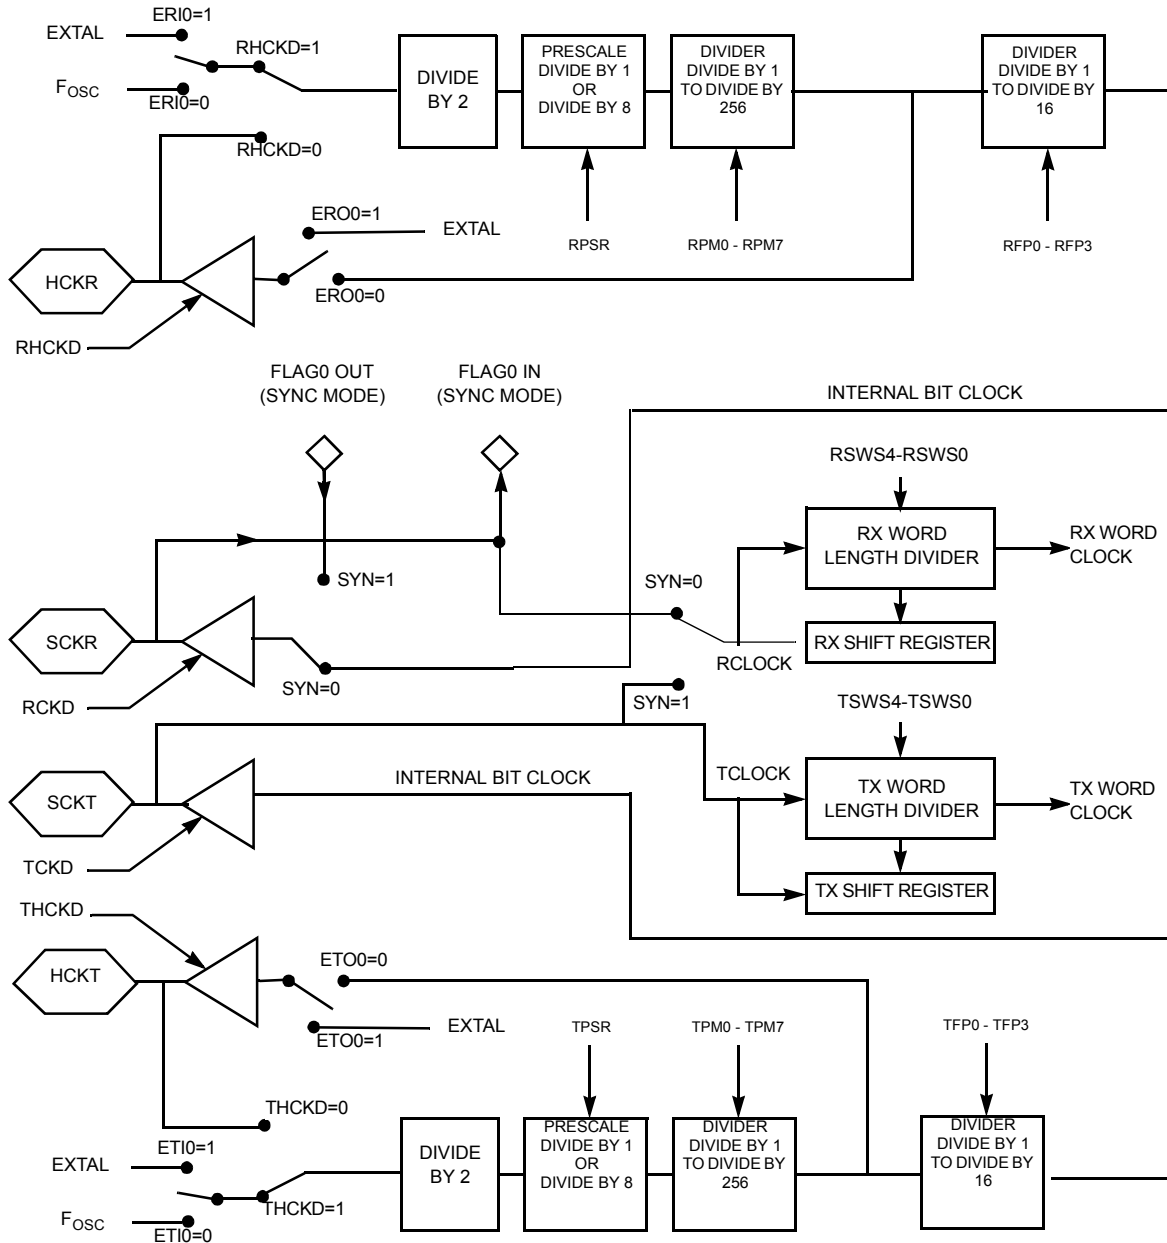 ERI0=1
EXTAL
RHCKD=1
FOSC
ERI0=0
RHCKD=0
DIVIDE
BY 2
PRESCALE
DIVIDE BY 1
OR
DIVIDE BY 8
DIVIDER
DIVIDE BY 1
TO DIVIDE BY
256
DIVIDER
DIVIDE BY 1
TO DIVIDE BY
16
ERO0=1
EXTAL
RPSR
RPM0 - RPM7
RFP0 - RFP3
HCKR
ERO0=0
RHCKD
FLAG0 OUT
(SYNC MODE)
FLAG0 IN
(SYNC MODE)
INTERNAL BIT CLOCK
RSWS4-RSWS0
RX WORD
LENGTH DIVIDER
RX WORD
CLOCK
SYN=1
SYN=0
SCKR
RX SHIFT REGISTER
RCLOCK
SYN=0
RCKD
SYN=1
TSWS4-TSWS0
INTERNAL BIT CLOCK
TCLOCK
SCKT
TX WORD
LENGTH DIVIDER
TX WORD
CLOCK
TCKD
TX SHIFT REGISTER
THCKD
HCKT
ETO0=0
EXTAL
ETO0=1
TPSR
TPM0 - TPM7
TFP0 - TFP3
THCKD=0
ETI0=1
EXTAL
THCKD=1
FOSC
ETI0=0
DIVIDE
BY 2
PRESCALE
DIVIDE BY 1
OR
DIVIDE BY 8
DIVIDER
DIVIDE BY 1
TO DIVIDE BY
256
DIVIDER
DIVIDE BY 1
TO DIVIDE BY
16